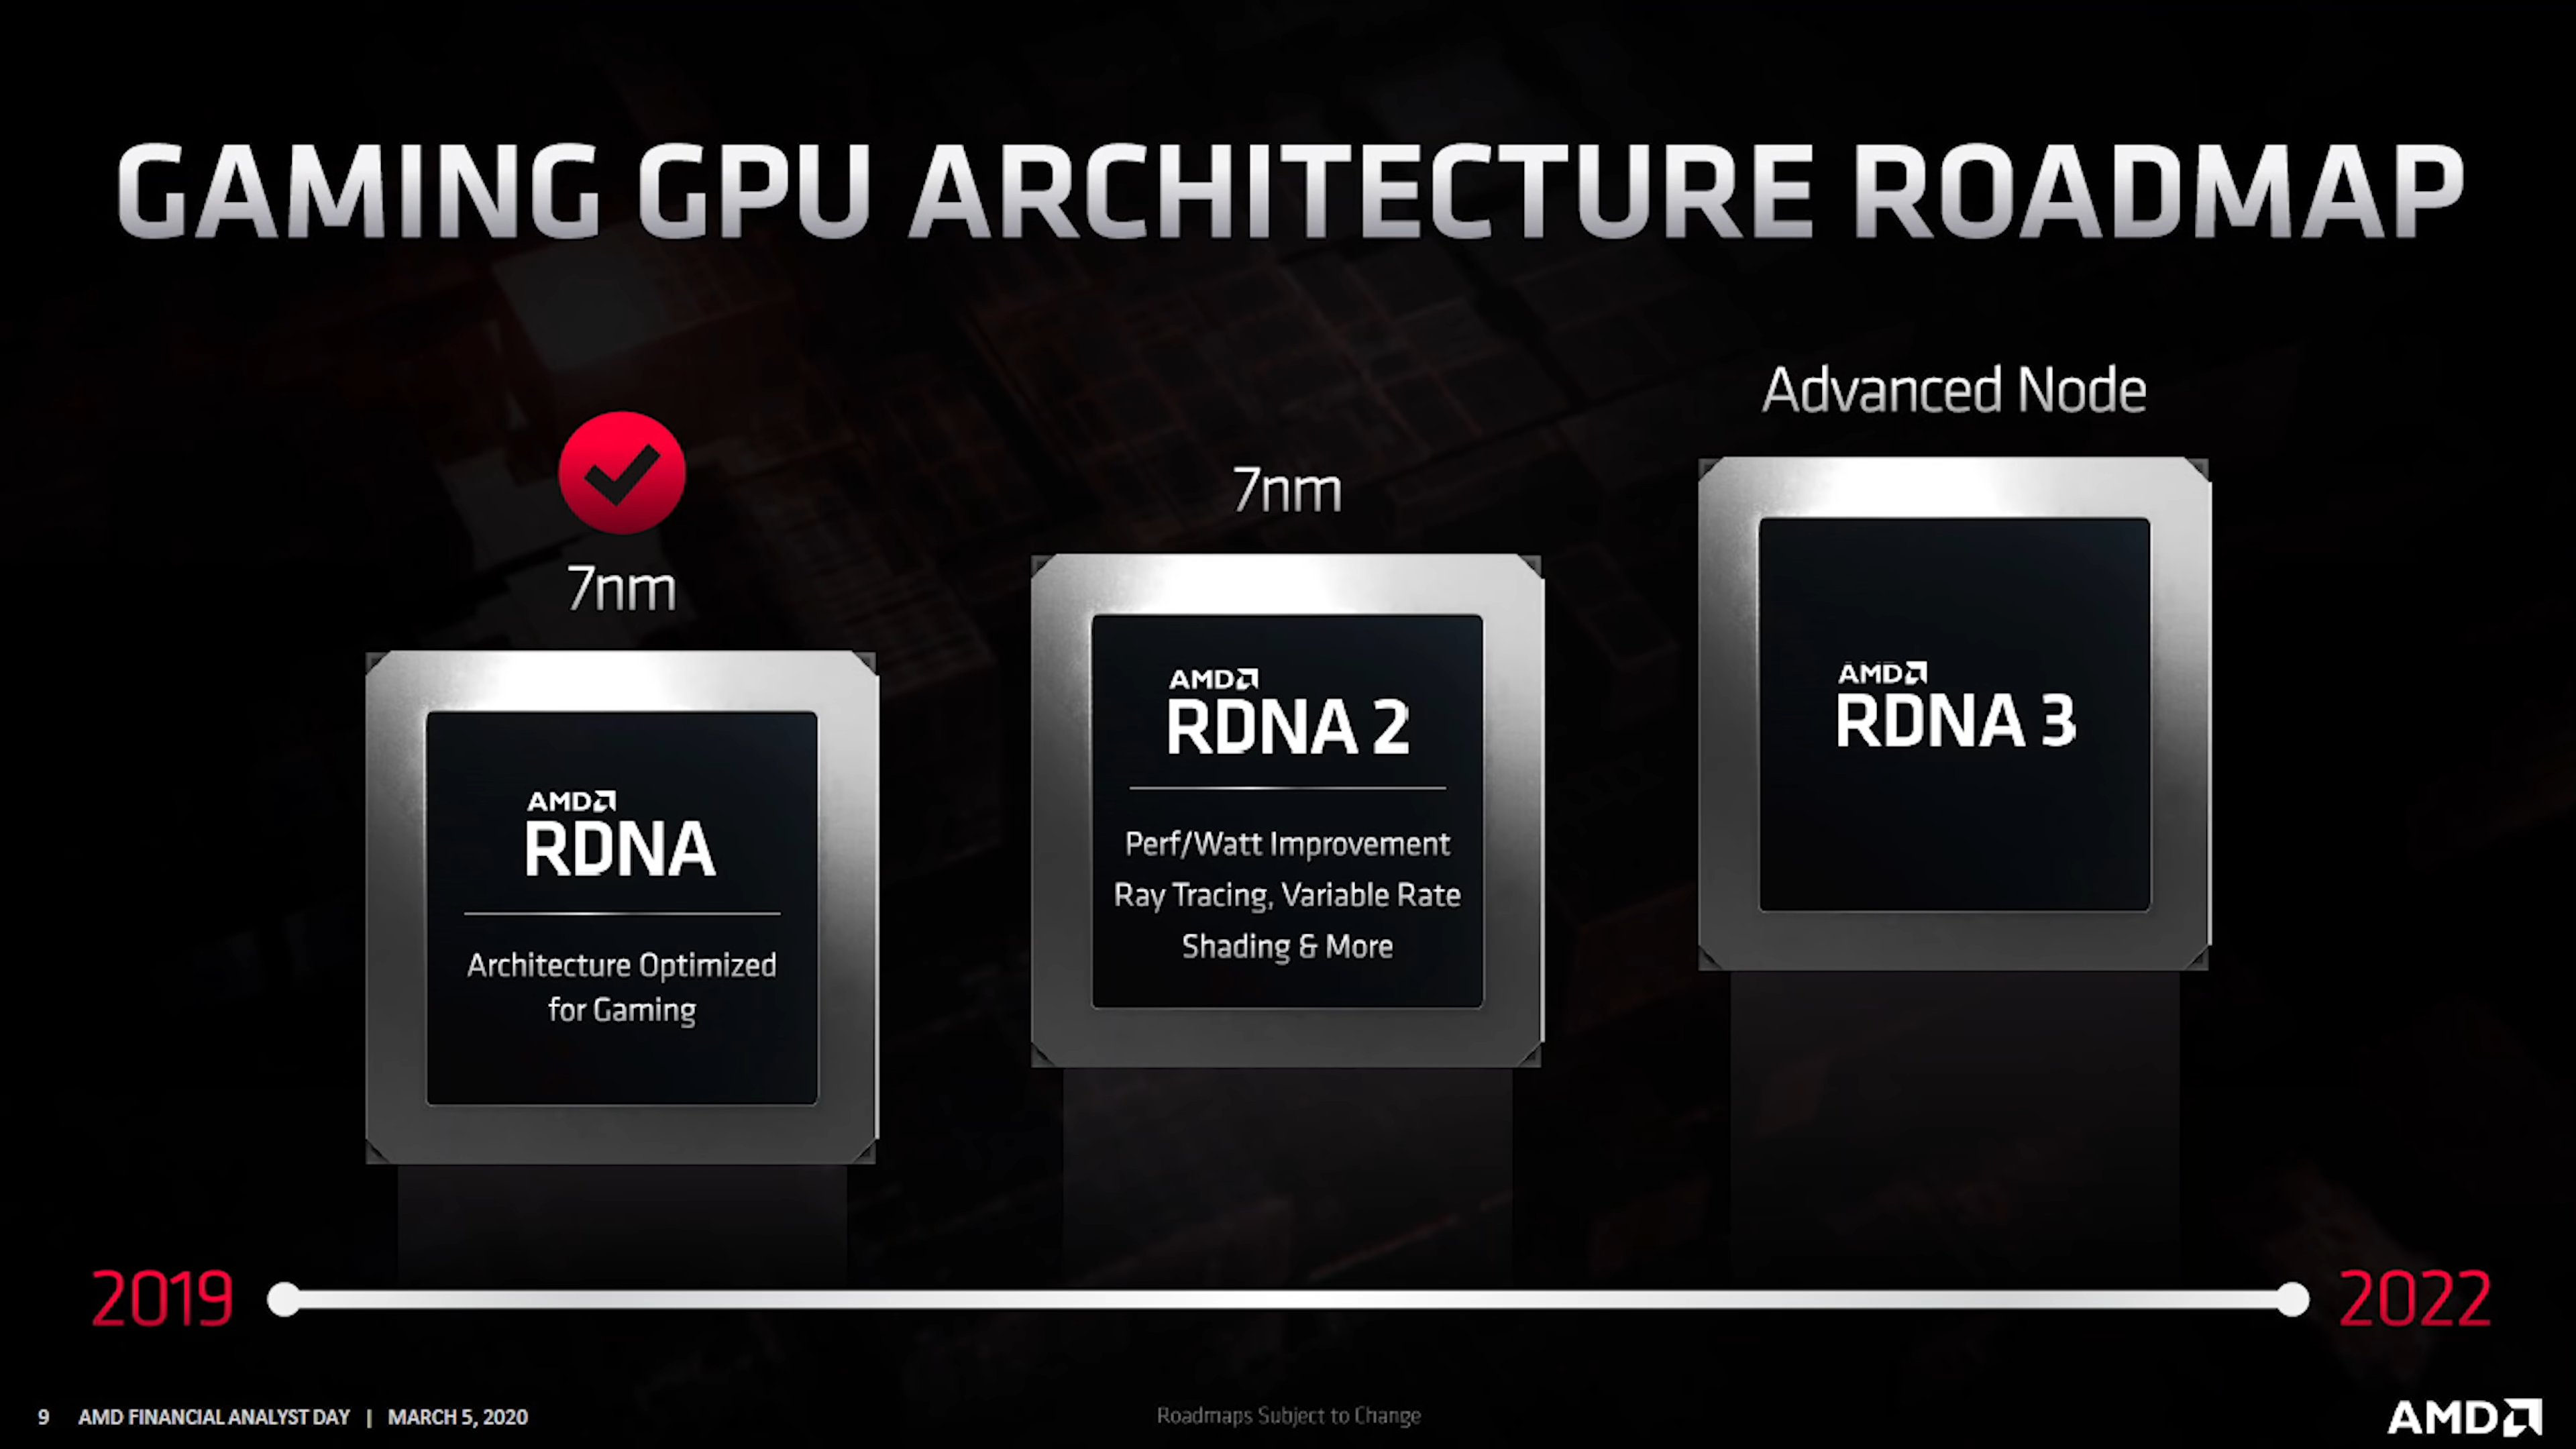 GAMING GPU ARCHITECTURE ROADMAP
7nm
AMD
RDNA
Architecture Optimized
for Gaming
7nm
AMD
RDNA 2
Perf/Watt Improvement
Ray Tracing, Variable Rate
Shading & More
Advanced Node
AMD
RDNA 3
2019
2022
9 AMD FINANCIAL ANALYST DAY | MARCH 5, 2020
Roadmaps Subject to Change
AMD